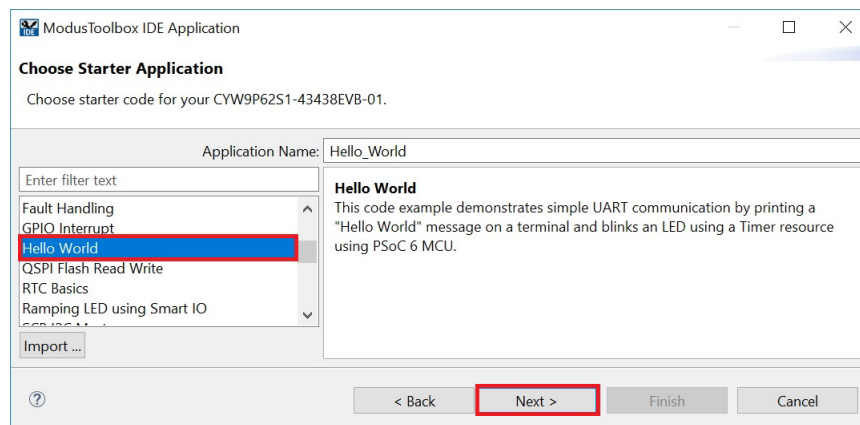 IDE
ModusToolbox IDE Application
Choose Starter Application
Choose starter code for your CYW9P62S1-43438EVB-01.
Application Name: Hello_World
Enter filter text
Fault Handling
GPIO Interrupt
Hello World
QSPI Flash Read Write
RTC Basics
Ramping LED using Smart IO
Import ...
Hello World
This code example demonstrates simple UART communication by printing a
"Hello World" message on a terminal and blinks an LED using a Timer resource
using PSoC 6 MCU.
? < Back Next > Finish Cancel